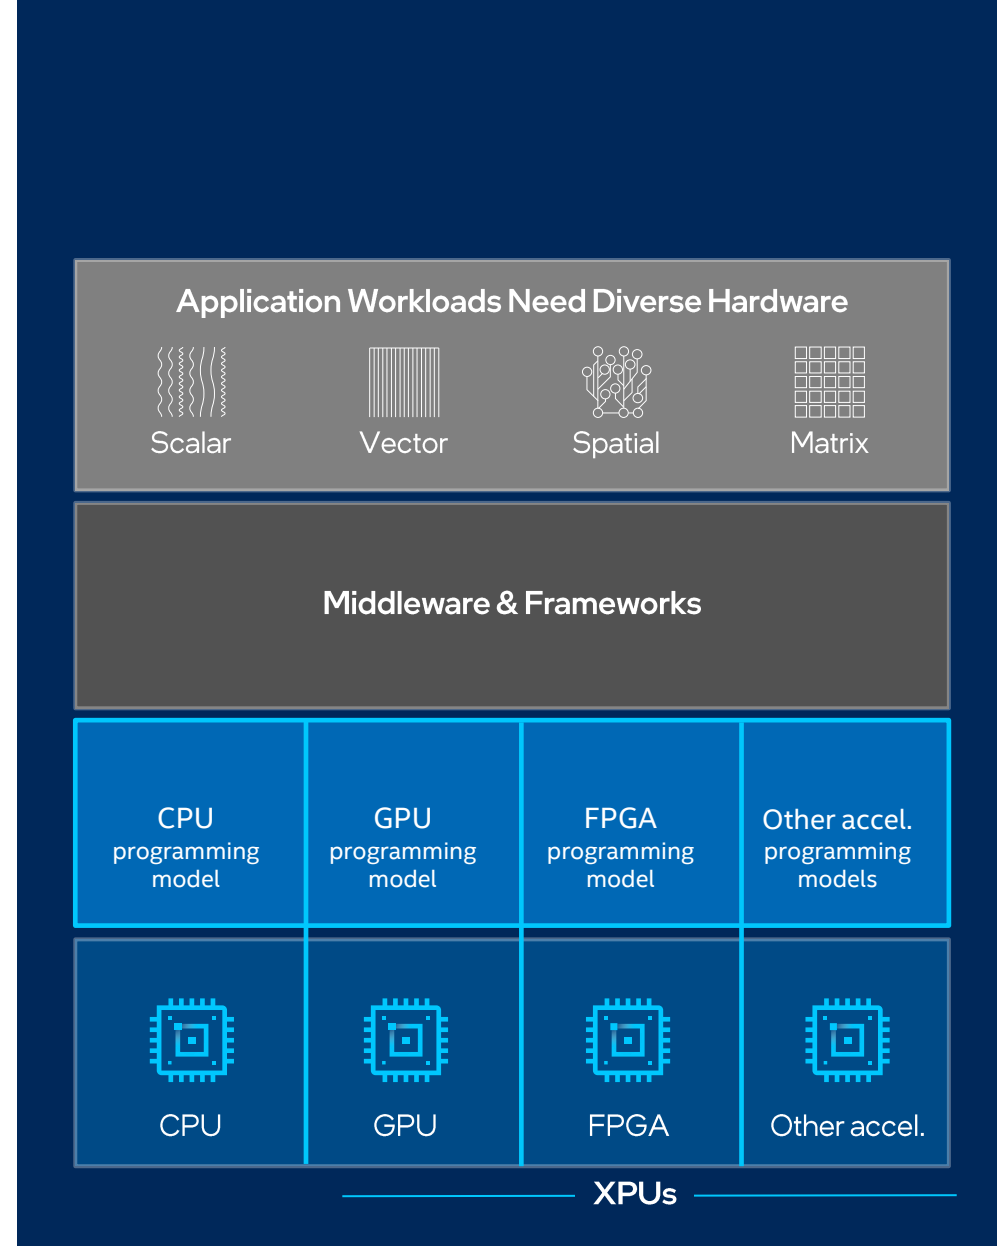 Application Workloads Need Diverse Hardware
Scalar
Vector
Spatial
Matrix
Middleware & Frameworks
CPU
programming
model
GPU
programming
model
FPGA
programming
model
Other accel.
programming
models
CPU
GPU
FPGA
Other accel.
XPUs